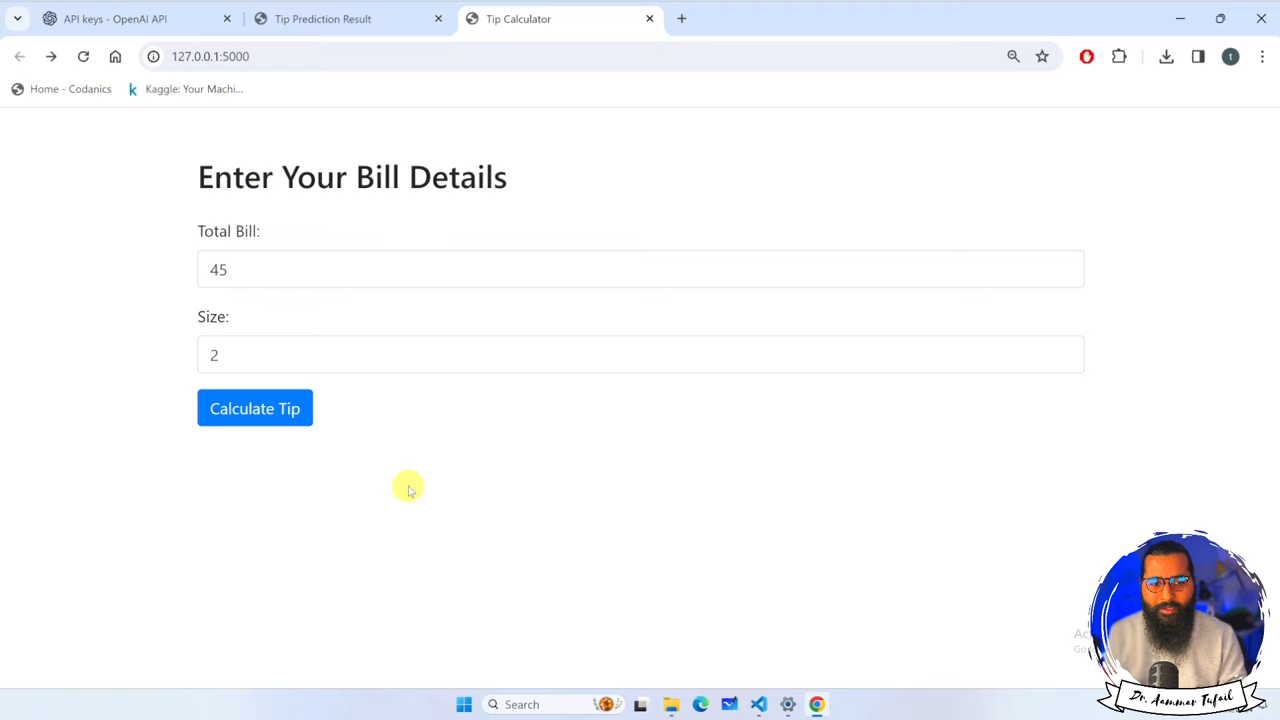 API keys - OpenAI API
Tip Prediction Result
Tip Calculator
127.0.0.1:5000
t
Home - Codanics
Kaggle: Your Machi...
Enter Your Bill Details
Total Bill:
45
Size:
2
Calculate Tip
Search
Dr. Aammar Tufail